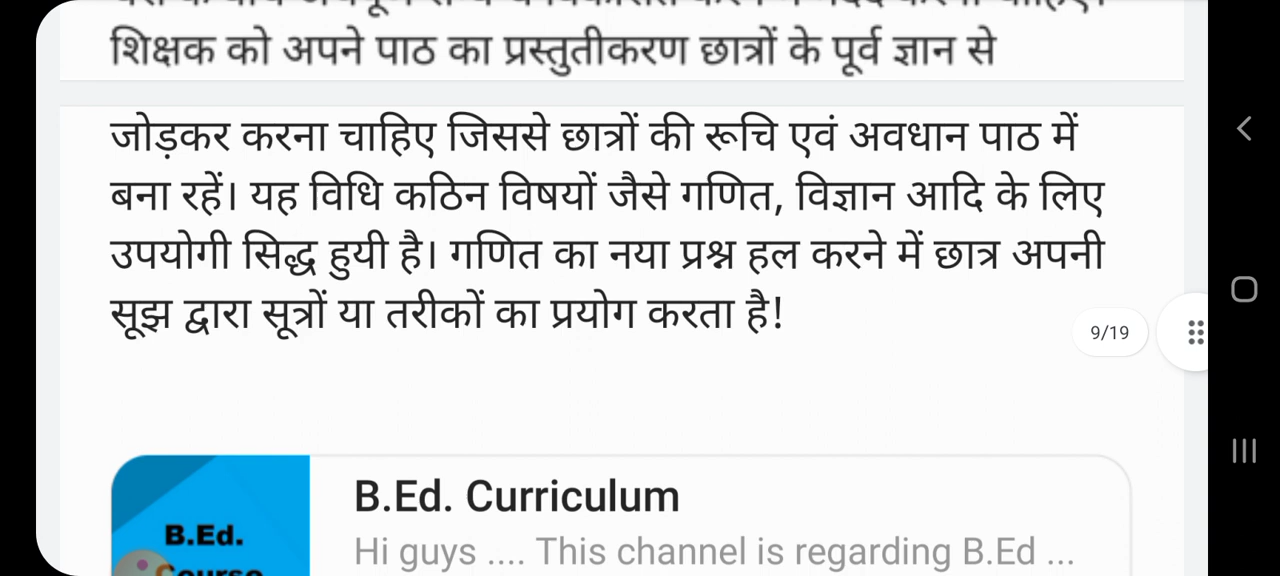 शिक्षक को अपने पाठ का प्रस्तुतीकरण छात्रों के पूर्व ज्ञान से
जोड़कर करना चाहिए जिससे छात्रों की रूचि एवं अवधान पाठ में
बना रहें। यह विधि कठिन विषयों जैसे गणित, विज्ञान आदि के लिए
उपयोगी सिद्ध हुयी है। गणित का नया प्रश्न हल करने में छात्र अपनी
सूझ द्वारा सूत्रों या तरीकों का प्रयोग करता है!
9/19
B.Ed. Curriculum
Hi guys .... This channel is regarding B.Ed ...
B.Ed.
Course